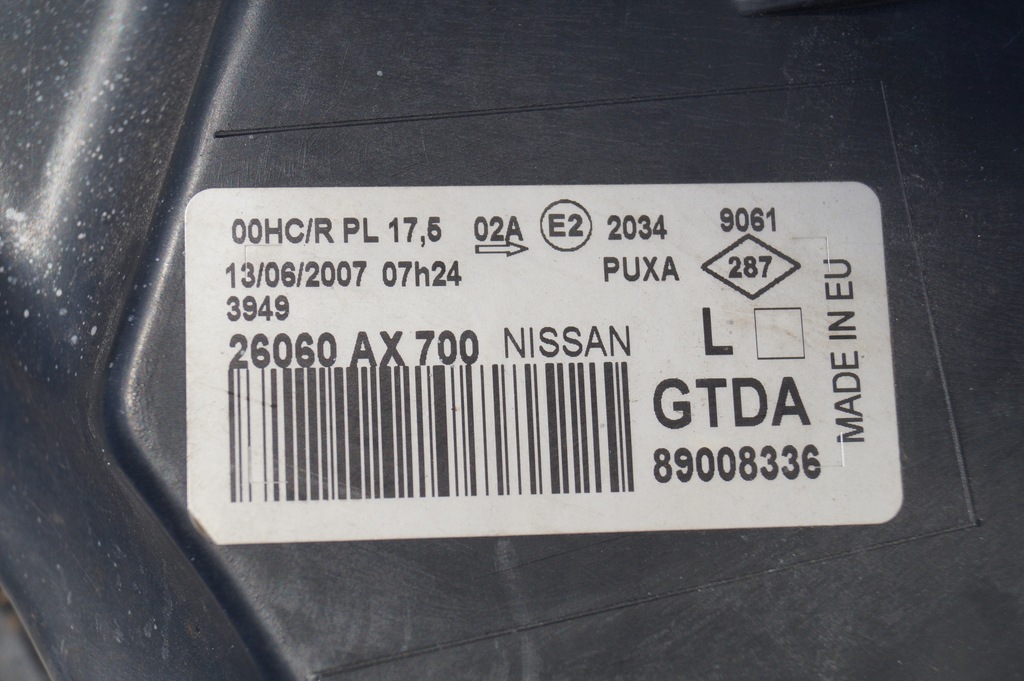 00HC/R PL 17,5 02A E2 2034 9061
13/06/2007 07h24 PUXA 287
3949
26060 AX 700 NISSAN L
GTDA
89008336
MADE IN EU